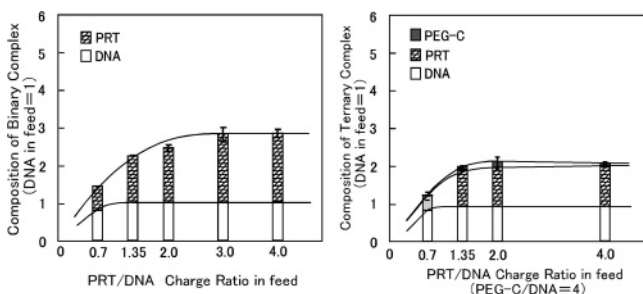 Composition of Binary Complex
(DNA in feed=1)
6
5
4
3
2
1
0
PRT
DNA
0 0.7 1.35 2.0 3.0 4.0
PRT/DNA Charge Ratio in feed
Composition of Ternary Complex
(DNA in feed=1)
6
5
4
3
2
1
0
PEG-C
PRT
DNA
0 0.7 1.35 2.0 4.0
PRT/DNA Charge Ratio in feed
(PEG-C/DNA=4)